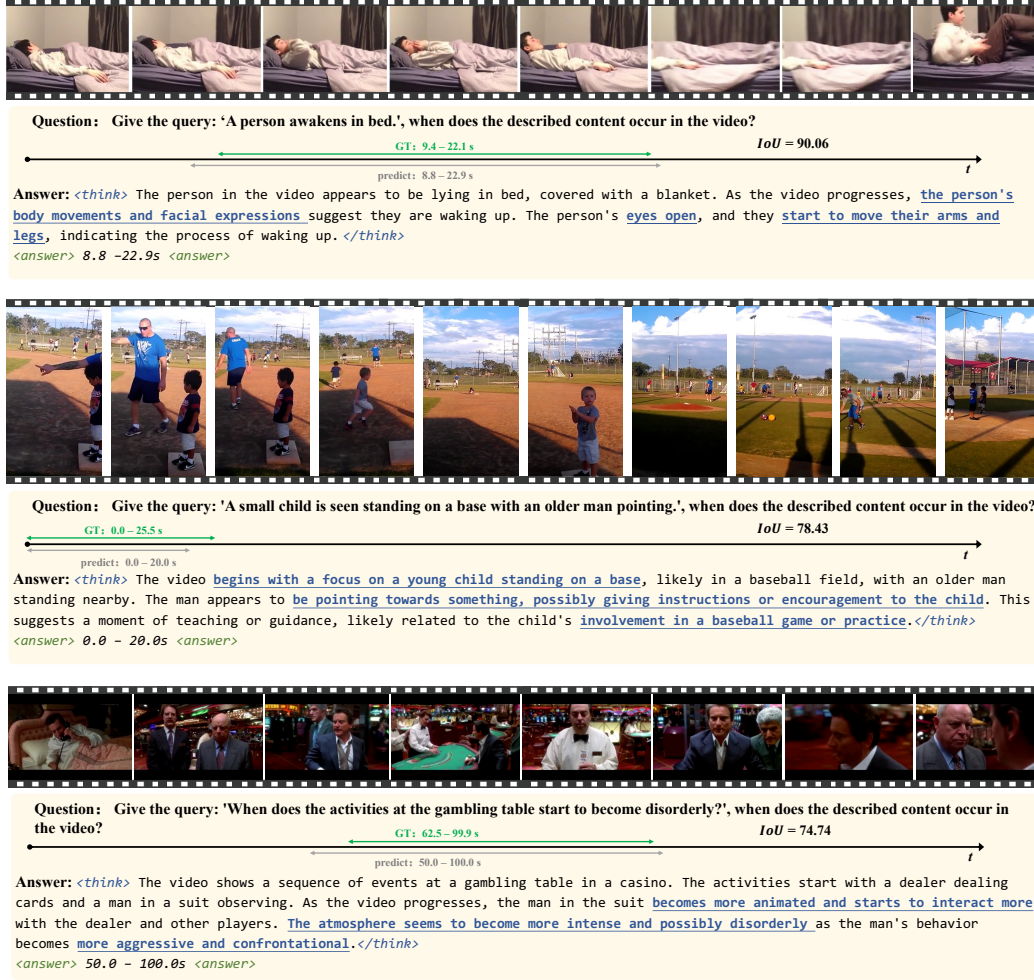 Question： Give the query: ‘A person awakens in bed.', when does the described content occur in the video?
GT：9.4 – 22.1 s
IoU = 90.06
t
predict：8.8 – 22.9 s
Answer: <think> The person in the video appears to be lying in bed, covered with a blanket. As the video progresses, the person's
body movements and facial expressions suggest they are waking up. The person's eyes open, and they start to move their arms and
legs, indicating the process of waking up. </think>
<answer> 8.8 –22.9s <answer>
Question： Give the query: 'A small child is seen standing on a base with an older man pointing.', when does the described content occur in the video?
GT：0.0 – 25.5 s
IoU = 78.43
t
predict：0.0 – 20.0 s
Answer: <think> The video begins with a focus on a young child standing on a base, likely in a baseball field, with an older man
standing nearby. The man appears to be pointing towards something, possibly giving instructions or encouragement to the child. This
suggests a moment of teaching or guidance, likely related to the child's involvement in a baseball game or practice.</think>
<answer> 0.0 – 20.0s <answer>
Question： Give the query: 'When does the activities at the gambling table start to become disorderly?', when does the described content occur in
the video?
GT：62.5 – 99.9 s
IoU = 74.74
t
predict：50.0 – 100.0 s
Answer: <think> The video shows a sequence of events at a gambling table in a casino. The activities start with a dealer dealing
cards and a man in a suit observing. As the video progresses, the man in the suit becomes more animated and starts to interact more
with the dealer and other players. The atmosphere seems to become more intense and possibly disorderly as the man's behavior
becomes more aggressive and confrontational.</think>
<answer> 50.0 – 100.0s <answer>